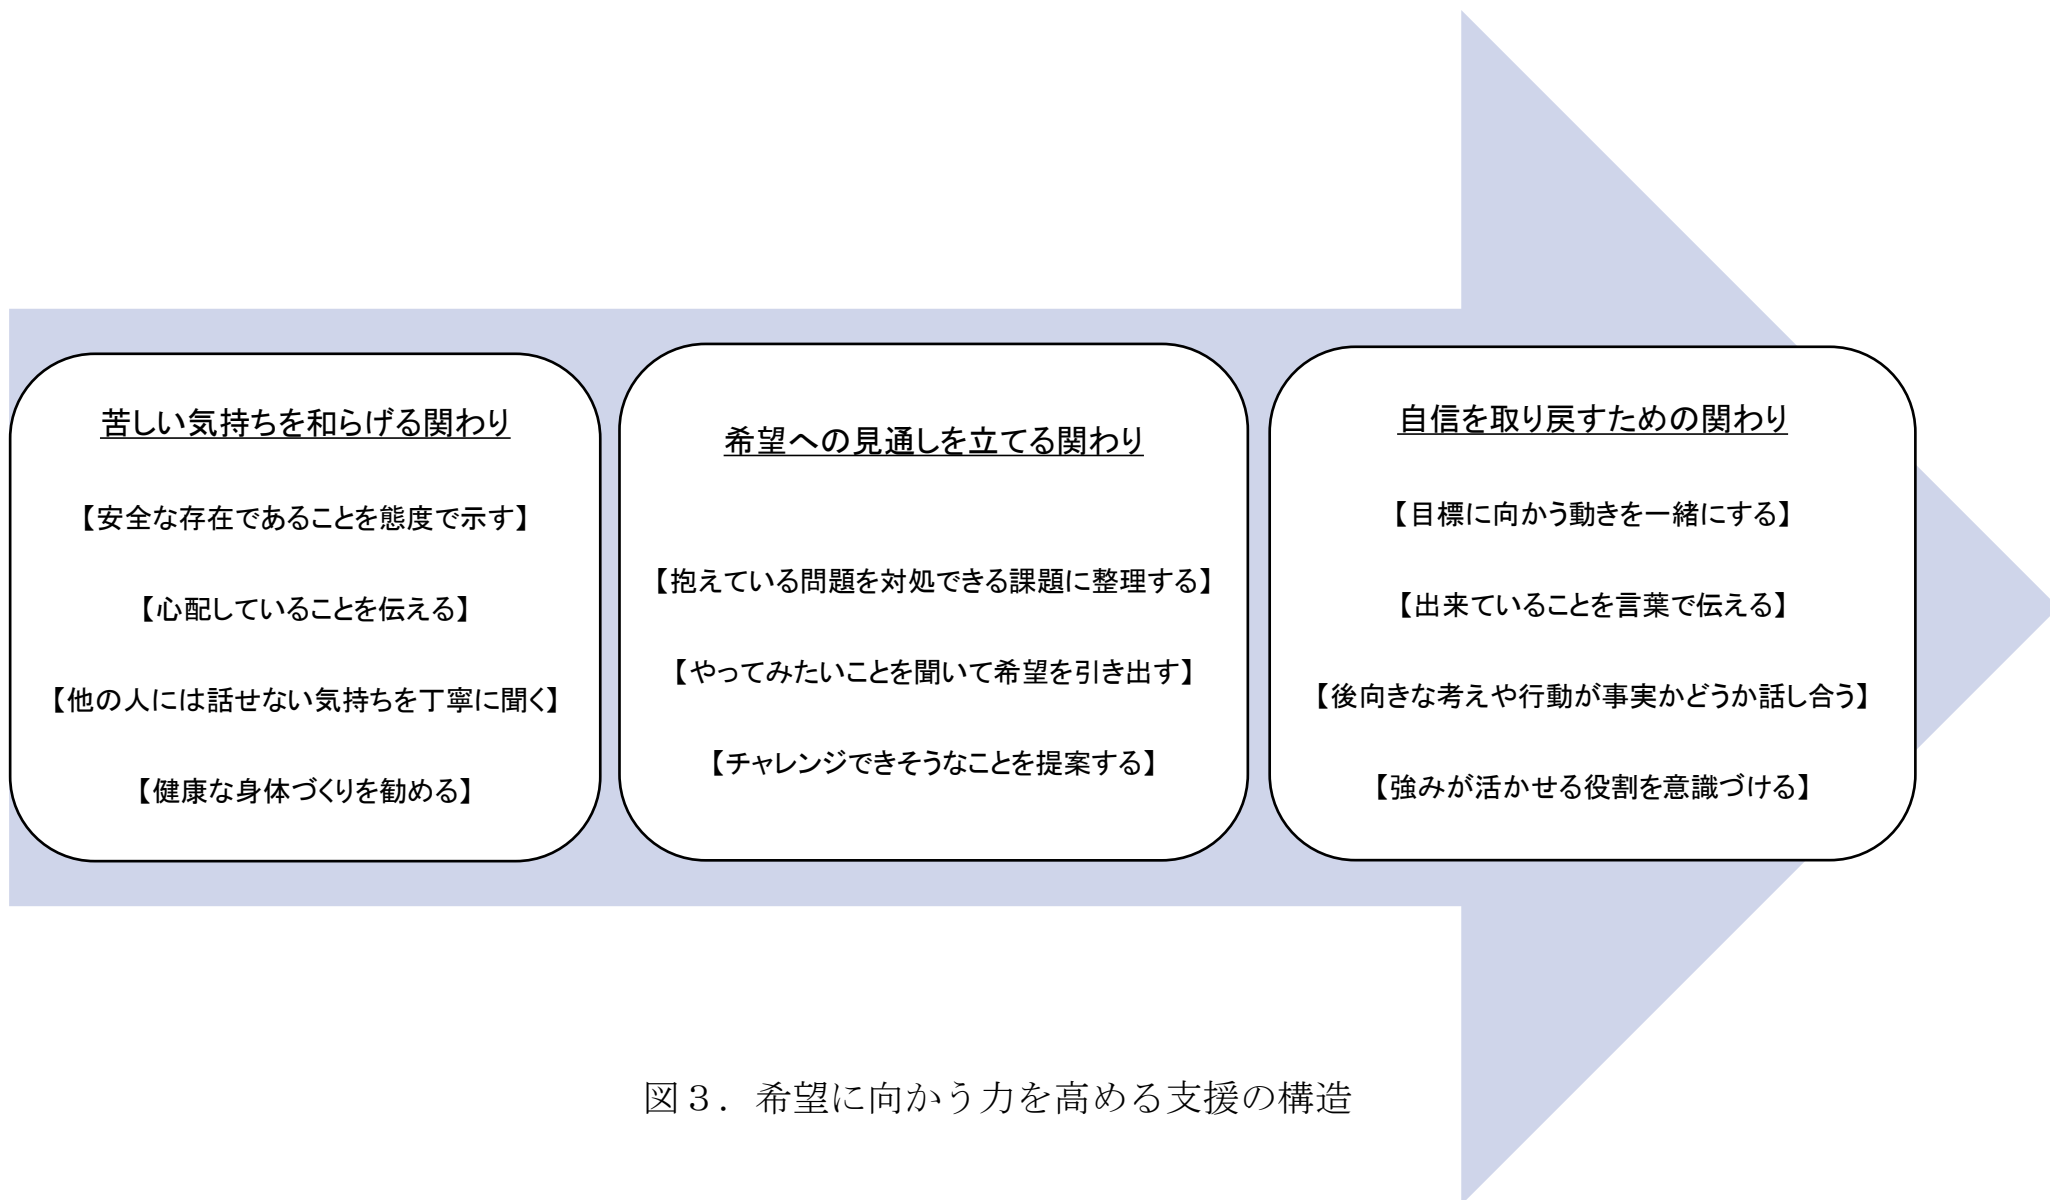 苦しい気持ちを和らげる関わり
【安全な存在であることを態度で示す】
【心配していることを伝える】
【他の人には話せない気持ちを丁寧に聞く】
【健康な身体づくりを勧める】
希望への見通しを立てる関わり
【抱えている問題を対処できる課題に整理する】
【やってみたいことを聞いて希望を引き出す】
【チャレンジできそうなことを提案する】
自信を取り戻すための関わり
【目標に向かう動きを一緒にする】
【出来ていることを言葉で伝える】
【後向きな考えや行動が事実かどうか話し合う】
【強みが活かせる役割を意識づける】
図３．希望に向かう力を高める支援の構造